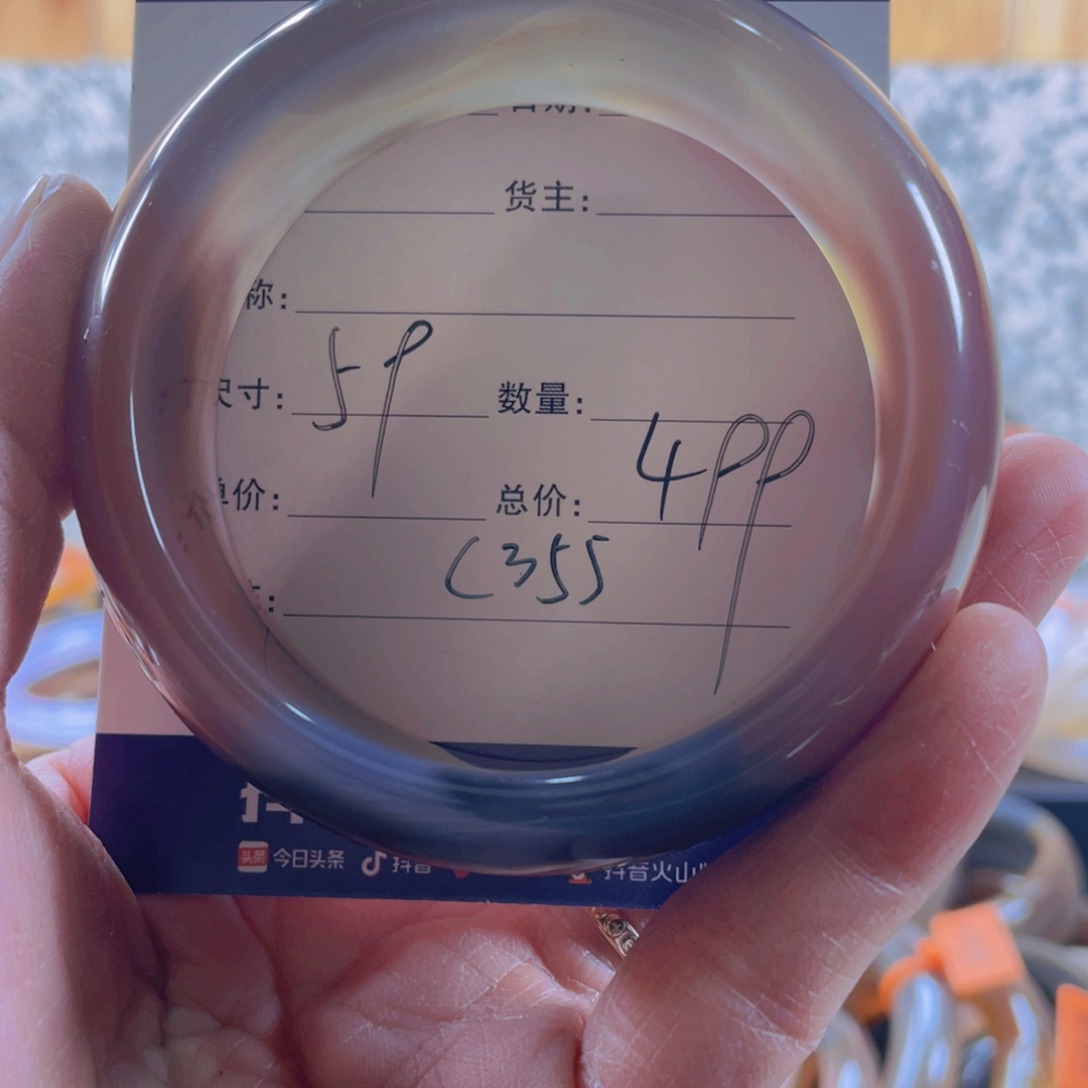 日期:
货主:
称:
尺寸: 59 数量:
单价: 总价: 499
C355
今日头条 抖音 抖音火山